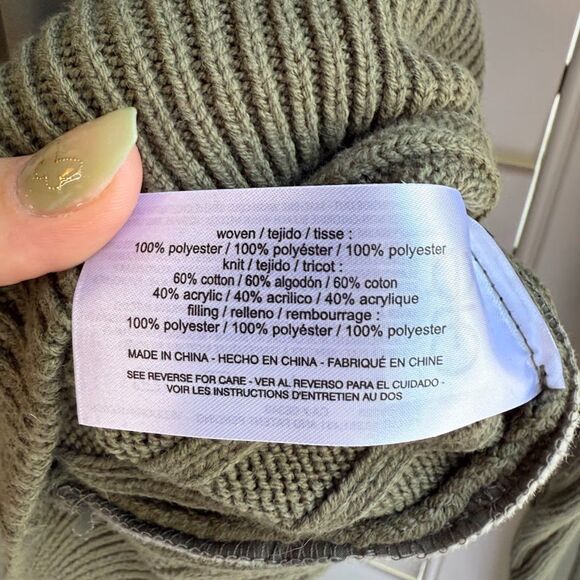 woven / tejido / tisse :
100% polyester / 100% polyéster / 100% polyester
knit / tejido / tricot :
60% cotton / 60% algodón / 60% coton
40% acrylic / 40% acrilico / 40% acrylique
filling / relleno / rembourrage :
100% polyester / 100% polyéster / 100% polyester
MADE IN CHINA - HECHO EN CHINA - FABRIQUÉ EN CHINE
SEE REVERSE FOR CARE - VER AL REVERSO PARA EL CUIDADO -
VOIR LES INSTRUCTIONS D'ENTRETIEN AU DOS